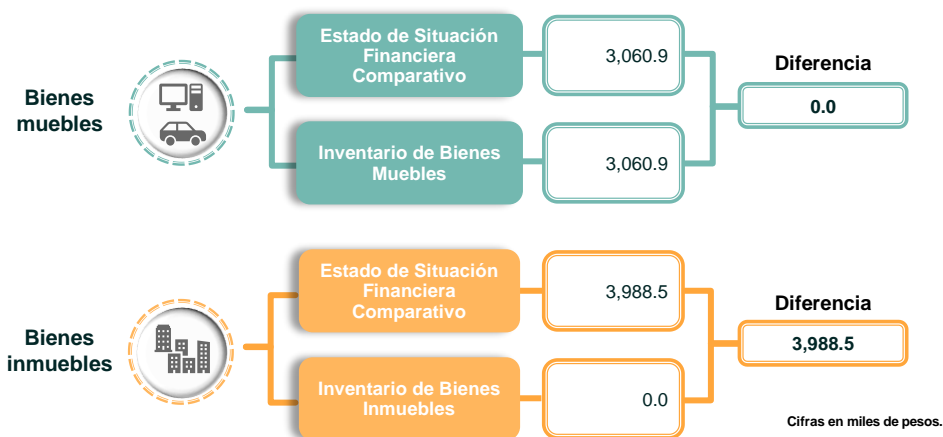 Bienes
muebles
Estado de Situación
Financiera
Comparativo
3,060.9
Inventario de Bienes
Muebles
3,060.9
Diferencia
0.0
Bienes
inmuebles
Estado de Situación
Financiera
Comparativo
3,988.5
Inventario de Bienes
Inmuebles
0.0
Diferencia
3,988.5
Cifras en miles de pesos.